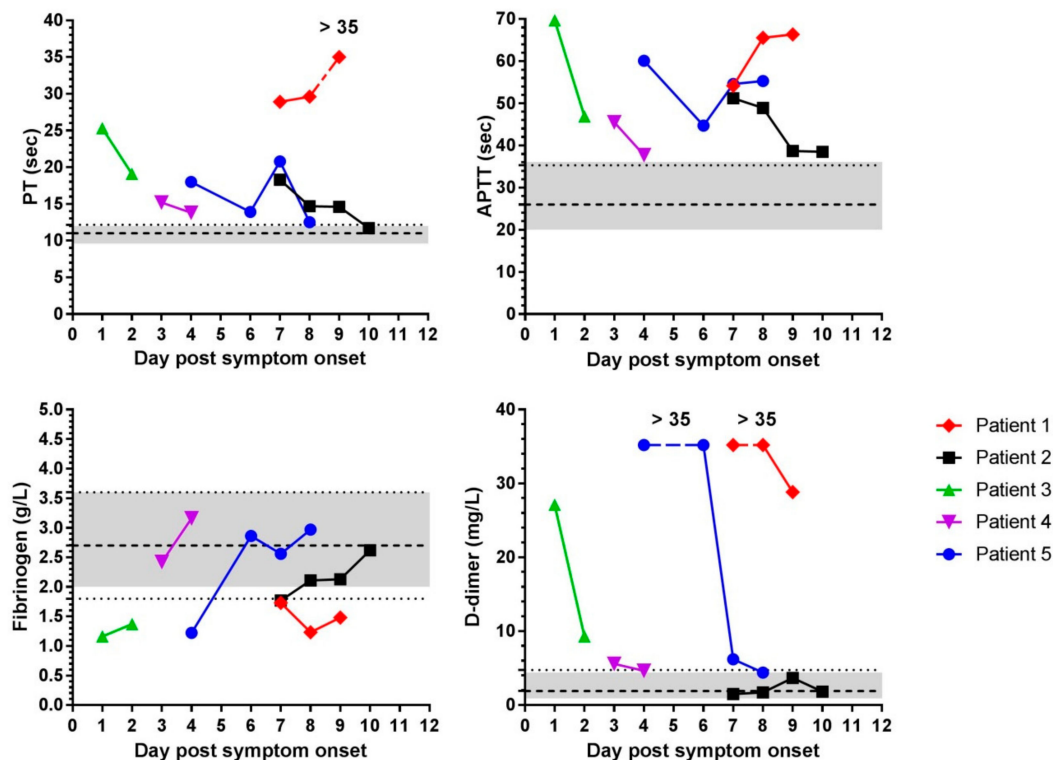 > 35
PT (sec)
40
35
30
25
20
15
10
5
0
0 1 2 3 4 5 6 7 8 9 10 11 12
Day post symptom onset
APTT (sec)
70
60
50
40
30
20
10
0
0 1 2 3 4 5 6 7 8 9 10 11 12
Day post symptom onset
Fibrinogen (g/L)
5.0
4.5
4.0
3.5
3.0
2.5
2.0
1.5
1.0
0.5
0.0
0 1 2 3 4 5 6 7 8 9 10 11 12
Day post symptom onset
> 35 > 35
D-dimer (mg/L)
40
30
20
10
0
0 1 2 3 4 5 6 7 8 9 10 11 12
Day post symptom onset
Patient 1
Patient 2
Patient 3
Patient 4
Patient 5